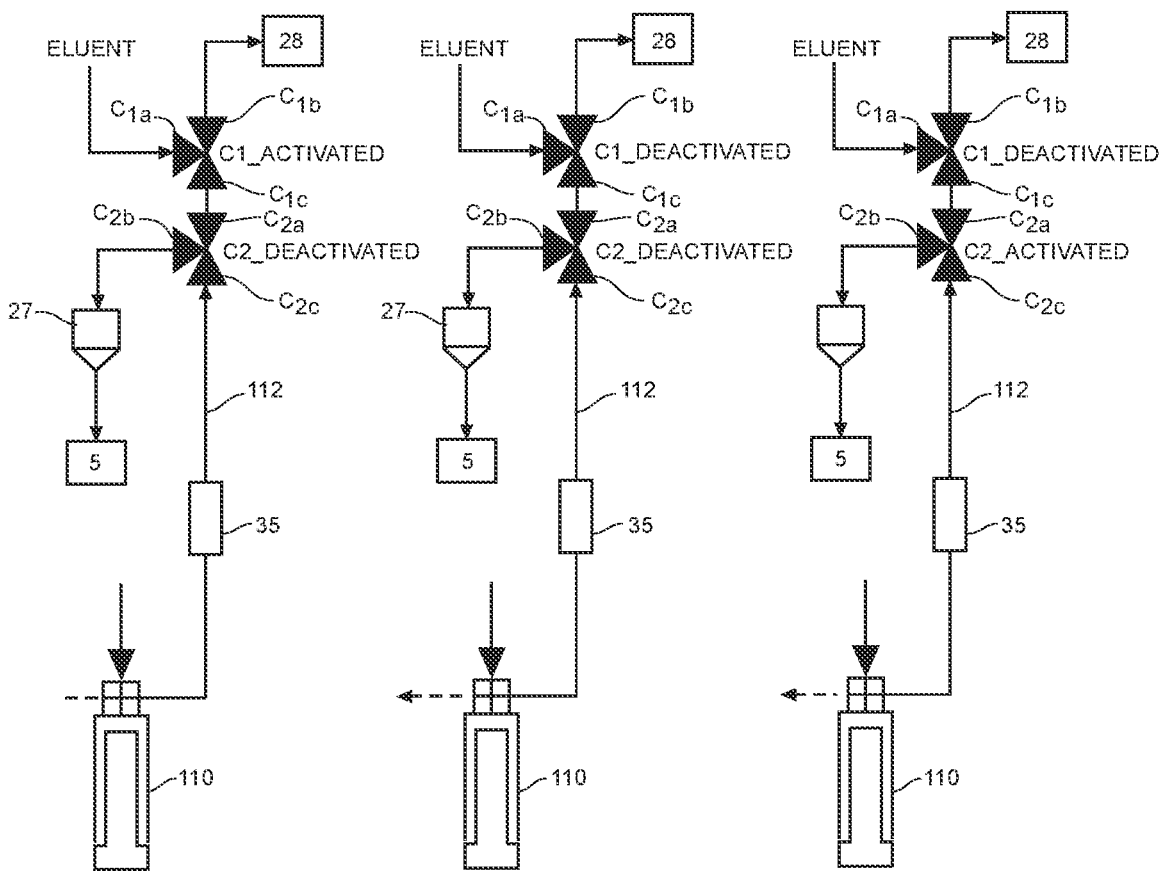 ELUENT
28
C1a
C1b
C1_ACTIVATED
C1c
C2b
C2a
C2_DEACTIVATED
C2c
27
112
5
35
110
ELUENT
28
C1a
C1b
C1_DEACTIVATED
C1c
C2b
C2a
C2_DEACTIVATED
C2c
27
112
5
35
110
ELUENT
28
C1a
C1b
C1_DEACTIVATED
C1c
C2b
C2a
C2_ACTIVATED
C2c
112
5
35
110